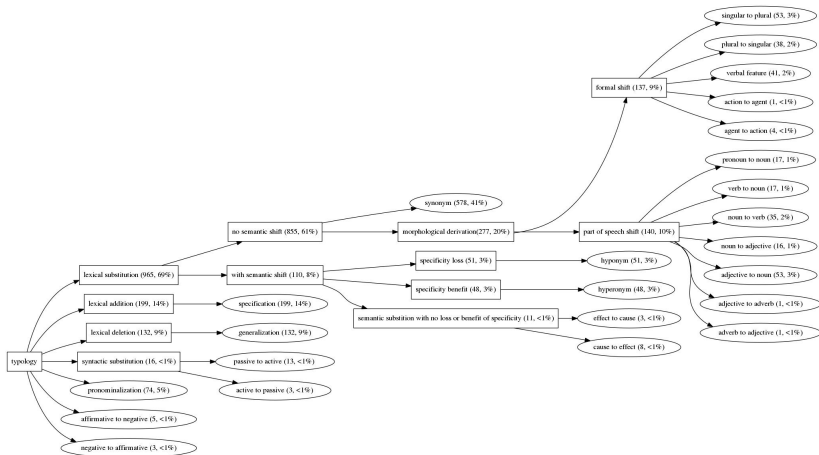 singular to plural (53, 3%)
plural to singular (38, 2%)
verbal feature (41, 2%)
formal shift (137, 9%)
action to agent (1, <1%)
agent to action (4, <1%)
pronoun to noun (17, 1%)
verb to noun (17, 1%)
synonym (578, 41%)
noun to verb (35, 2%)
no semantic shift (855, 61%)
morphological derivation(277, 20%)
part of speech shift (140, 10%)
noun to adjective (16, 1%)
specificity loss (51, 3%)
hyponym (51, 3%)
lexical substitution (965, 69%)
with semantic shift (110, 8%)
adjective to noun (53, 3%)
specificity benefit (48, 3%)
hyperonym (48, 3%)
lexical addition (199, 14%)
specification (199, 14%)
adjective to adverb (1, <1%)
semantic substition with no loss or benefit of specificity (11, <1%)
effect to cause (3, <1%)
lexical deletion (132, 9%)
generalization (132, 9%)
adverb to adjective (1, <1%)
cause to effect (8, <1%)
typology
syntactic substitution (16, <1%)
passive to active (13, <1%)
pronominalization (74, 5%)
active to passive (3, <1%)
affirmative to negative (5, <1%)
negative to affirmative (3, <1%)